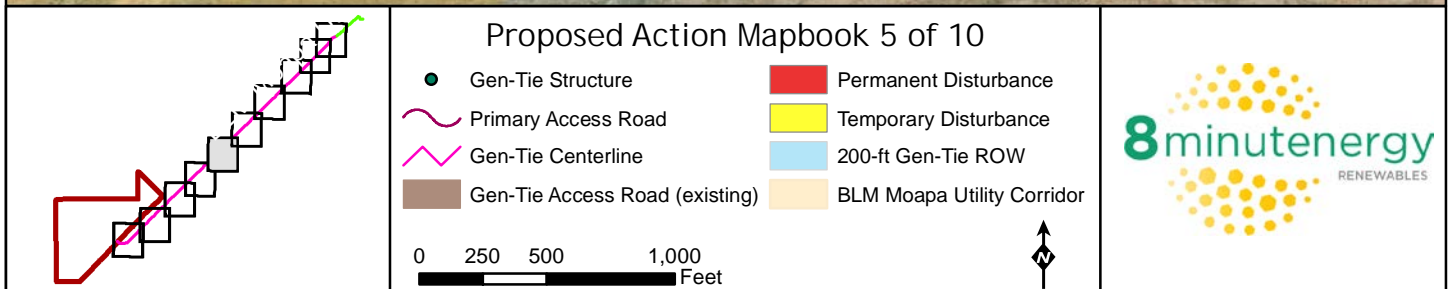 Proposed Action Mapbook 5 of 10
Gen-Tie Structure
Primary Access Road
Gen-Tie Centerline
Gen-Tie Access Road (existing)
Permanent Disturbance
Temporary Disturbance
200-ft Gen-Tie ROW
BLM Moapa Utility Corridor
0 250 500 1,000
Feet
N
8minutenergy
RENEWABLES